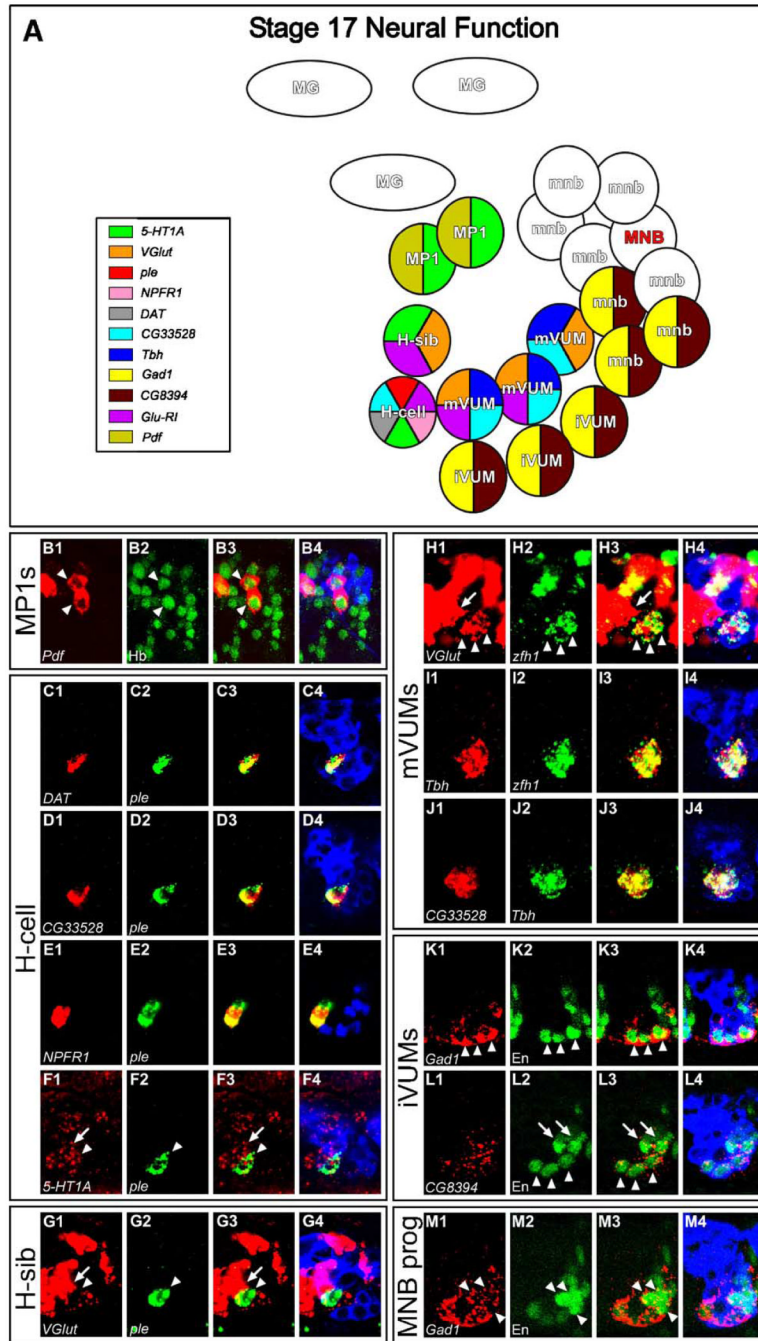 A
Stage 17 Neural Function
MG
MG
MG
mnb
mnb
mnb
MNB
mnb
mnb
MP1
MP1
mnb
mnb
mnb
H-sib
mVUM
mVUM
mVUM
H-cell
iVUM
iVUM
iVUM
5-HT1A
VGlut
ple
NPFR1
DAT
CG33528
Tbh
Gad1
CG8394
Glu-RI
Pdf
MP1s
B1 B2 B3 B4
Pdf Hb
H-cell
C1 C2 C3 C4
DAT ple
D1 D2 D3 D4
CG33528 ple
E1 E2 E3 E4
NPFR1 ple
F1 F2 F3 F4
5-HT1A ple
H-sib
G1 G2 G3 G4
VGlut ple
mVUMs
H1 H2 H3 H4
VGlut zfh1
I1 I2 I3 I4
Tbh zfh1
J1 J2 J3 J4
CG33528 Tbh
iVUMs
K1 K2 K3 K4
Gad1 En
L1 L2 L3 L4
CG8394 En
MNB prog
M1 M2 M3 M4
Gad1 En